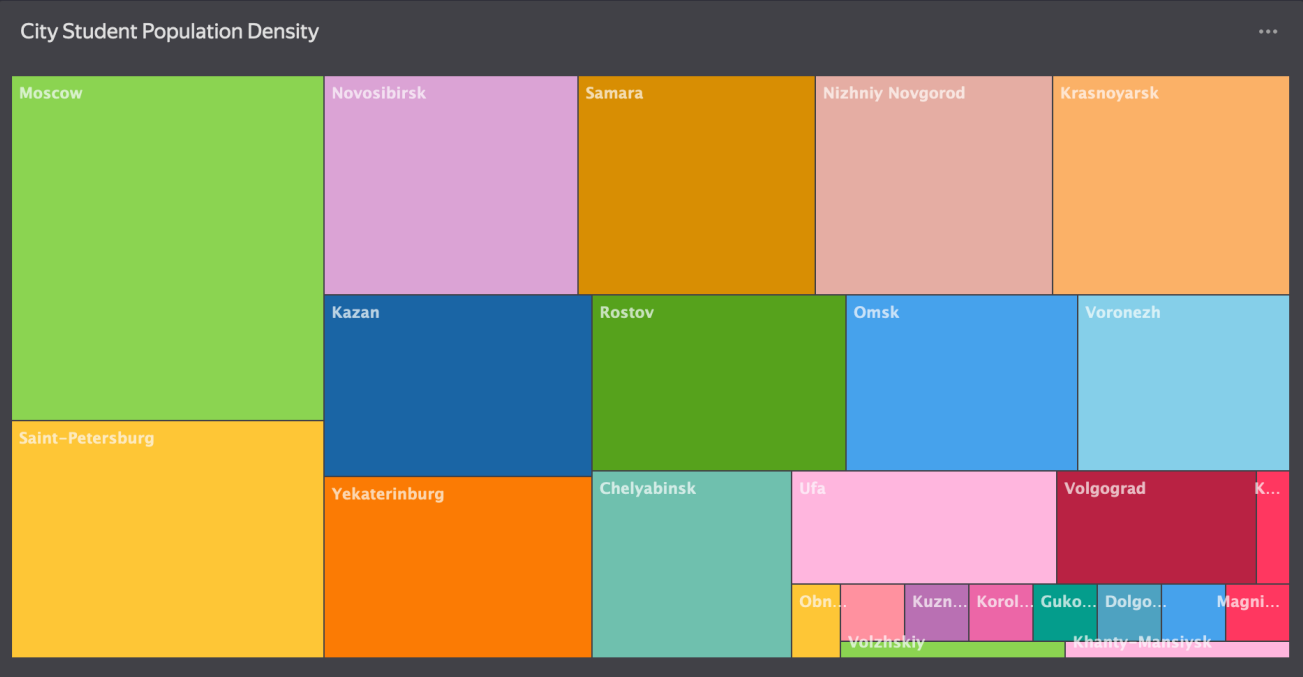 City Student Population Density
Moscow
Novosibirsk
Samara
Nizhniy Novgorod
Krasnoyarsk
Kazan
Rostov
Omsk
Voronezh
Saint-Petersburg
Yekaterinburg
Chelyabinsk
Ufa
Volgograd
K...
Obn...
Kuzn...
Korol...
Guko...
Dolgo...
Magni...
Volzhskiy
Khanty-Mansiysk